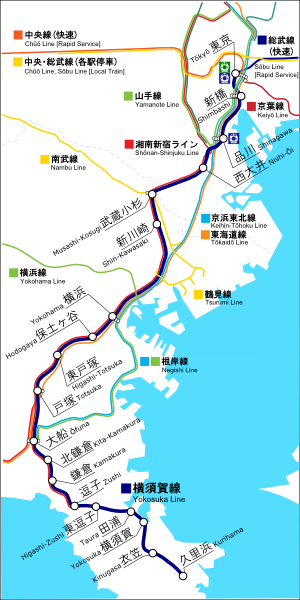 中央線(快速)
Chūō Line [Rapid Service]
中央・総武線(各駅停車)
Chūō Line, Sōbu Line [Local Train]
東京
Tōkyō
総武線
(快速)
Sōbu Line
[Rapid Service]
山手線
Yamanote Line
新橋
Shimbashi
京葉線
Keiyō Line
湘南新宿ライン
Shōnan-Shinjuku Line
品川 Shinagawa
西大井 Nishi-Ōi
南武線
Nambu Line
武蔵小杉
Musashi-Kosugi
新川崎
Shin-Kawasaki
京浜東北線
Keihin-Tōhoku Line
東海道線
Tōkaidō Line
横浜線
Yokohama Line
鶴見線
Tsurumi Line
横浜
Yokohama
保土ヶ谷
Hodogaya
東戸塚
Higashi-Totsuka
戸塚 Totsuka
根岸線
Negishi Line
大船 Ōfuna
北鎌倉 Kita-Kamakura
鎌倉 Kamakura
逗子 Zushi
横須賀線
Yokosuka Line
東逗子
Higashi-Zushi
田浦
Taura
横須賀
Yokosuka
衣笠
Kinugasa
久里浜
Kurihama